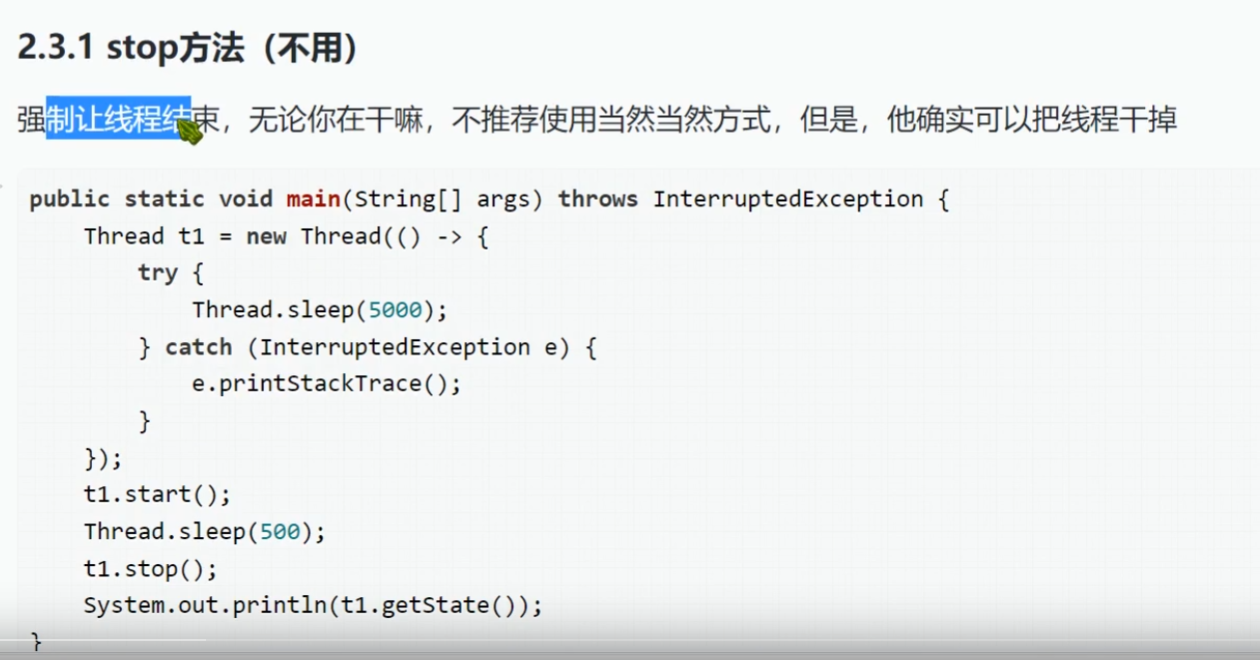 2.3.1 stop方法（不用）
强制让线程结束，无论你在干嘛，不推荐使用当然当然方式，但是，他确实可以把线程干掉
public static void main(String[] args) throws InterruptedException {
    Thread t1 = new Thread(() -> {
        try {
            Thread.sleep(5000);
        } catch (InterruptedException e) {
            e.printStackTrace();
        }
    });
    t1.start();
    Thread.sleep(500);
    t1.stop();
    System.out.println(t1.getState());
}